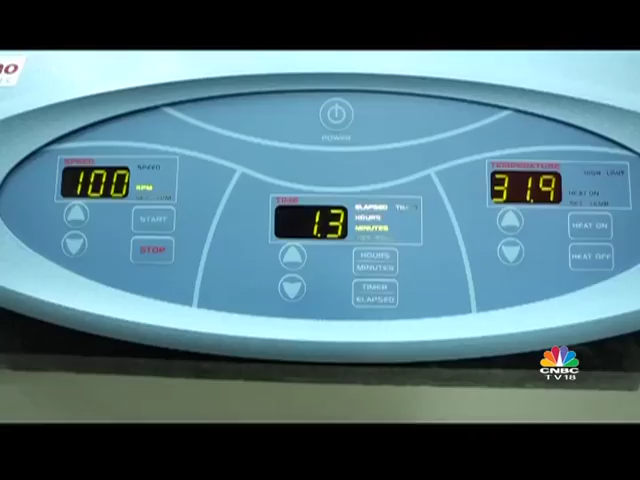 POWER
SPEED
SPEED
100
RPM
START
STOP
TIME
ELAPSED
HOURS
MINUTES
1.3
HOURS
MINUTES
TIMER
ELAPSED
TEMPERATURE
HIGH LIMIT
31.9
HEAT ON
HEAT ON
HEAT OFF
CNBC
TV18